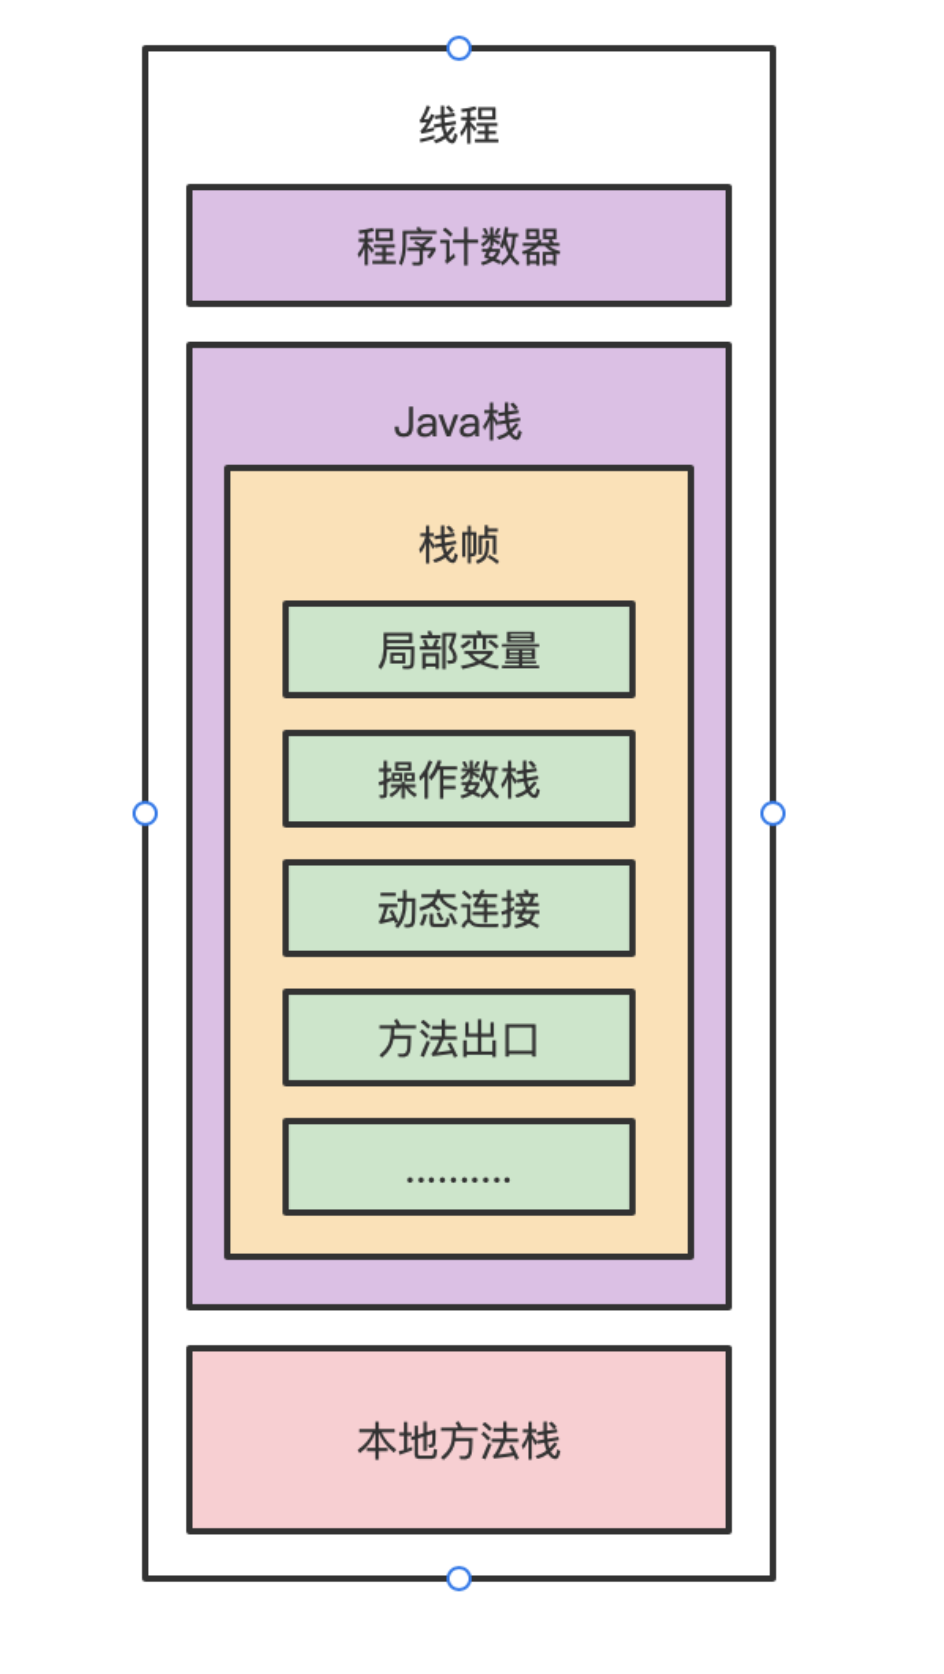 线程
程序计数器
Java栈
栈帧
局部变量
操作数栈
动态连接
方法出口
..........
本地方法栈